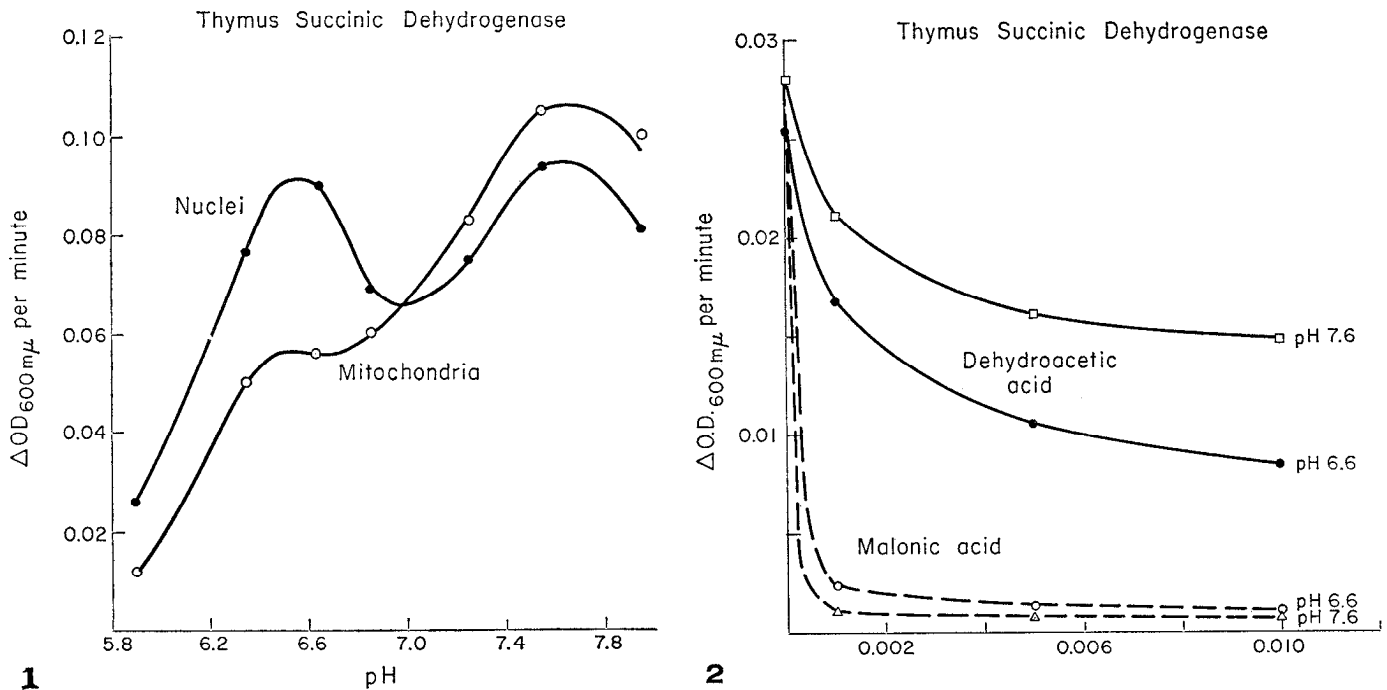 Thymus Succinic Dehydrogenase
0.12
0.10
0.08
0.06
0.04
0.02
△OD600mμ per minute
Nuclei
Mitochondria
5.8 6.2 6.6 7.0 7.4 7.8
pH
1
Thymus Succinic Dehydrogenase
0.03
0.02
0.01
△O.D.600mμ per minute
pH 7.6
Dehydroacetic
acid
pH 6.6
Malonic acid
pH 6.6
pH 7.6
0.002 0.006 0.010
2